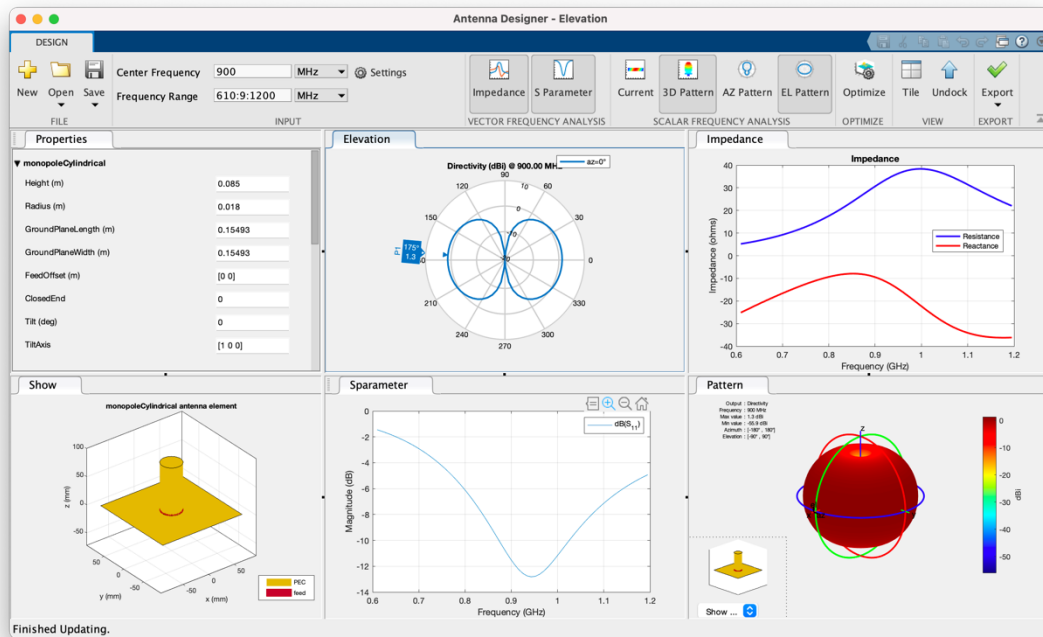 Antenna Designer - Elevation
DESIGN
New
Open
Save
FILE
Center Frequency 900 MHz
Settings
Frequency Range 610:9:1200 MHz
INPUT
Impedance
S Parameter
VECTOR FREQUENCY ANALYSIS
Current
3D Pattern
AZ Pattern
EL Pattern
SCALAR FREQUENCY ANALYSIS
Optimize
OPTIMIZE
Tile
Undock
VIEW
Export
EXPORT
Properties
monopoleCylindrical
Height (m) 0.085
Radius (m) 0.018
GroundPlaneLength (m) 0.15493
GroundPlaneWidth (m) 0.15493
FeedOffset (m) [0 0]
ClosedEnd 0
Tilt (deg) 0
TiltAxis [1 0 0]
Elevation
Directivity (dBi) @ 900.00 MHz
az=0°
90
120
60
150
30
0
210
330
240
300
270
10
0
P1
175°
1.3
Impedance
Impedance
40
30
20
10
0
-10
-20
-30
-40
Impedance (ohms)
Resistance
Reactance
0.6 0.7 0.8 0.9 1 1.1 1.2
Frequency (GHz)
Show
monopoleCylindrical antenna element
100
50
0
-50
z (mm)
50
0
-50
y (mm)
-50
0
50
x (mm)
PEC
feed
Sparameter
dB(S11)
0
-2
-4
-6
-8
-10
-12
-14
Magnitude (dB)
0.6 0.7 0.8 0.9 1 1.1 1.2
Frequency (GHz)
Pattern
Output : Directivity
Frequency : 900 MHz
Max value : 1.3 dBi
Min value : -55.9 dBi
Azimuth : [-180° , 180°]
Elevation : [-90° , 90°]
z
0
-10
-20
-30
-40
-50
dBi
Show ...
Finished Updating.